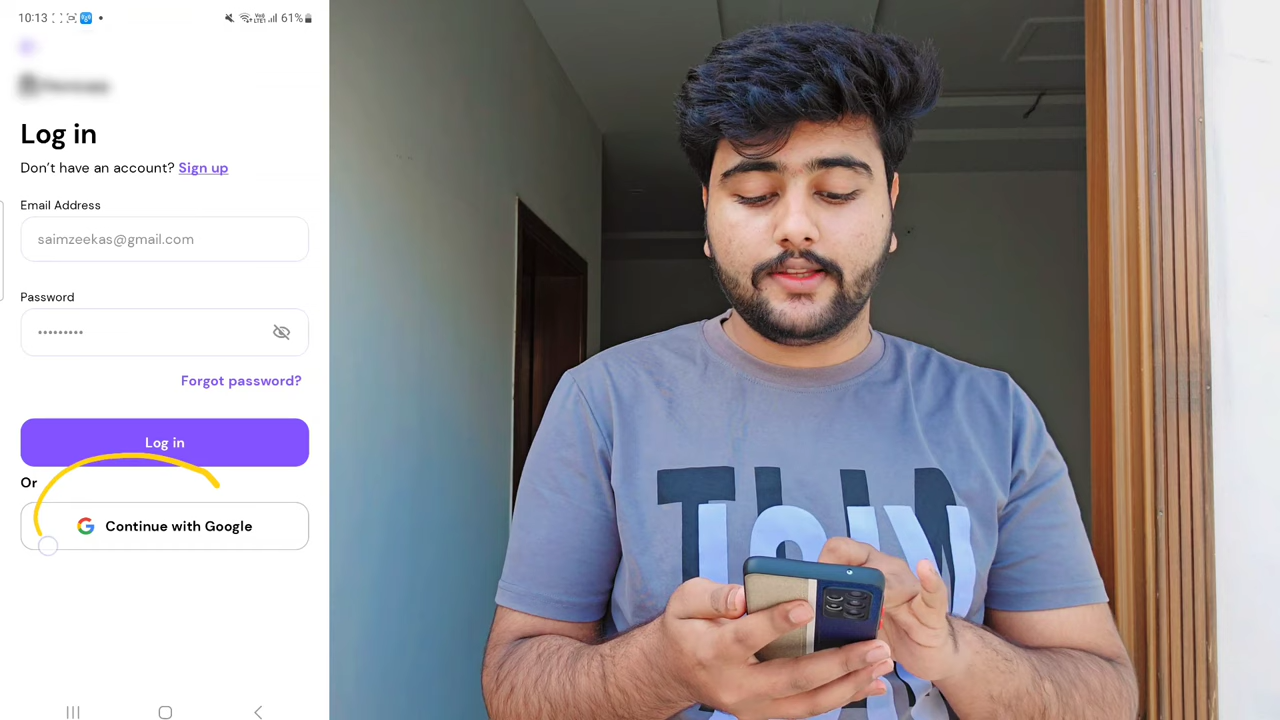 10:13
61%
Log in
Don't have an account? Sign up
Email Address
saimzeekas@gmail.com
Password
Forgot password?
Log in
Or
Continue with Google